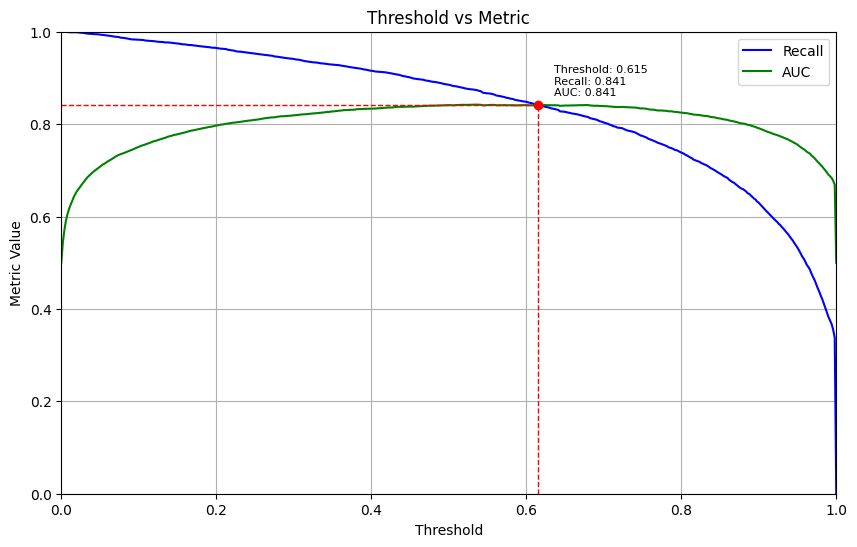 Threshold vs Metric
1.0
0.8
0.6
0.4
0.2
0.0
Metric Value
Threshold: 0.615
Recall: 0.841
AUC: 0.841
Recall
AUC
0.0
0.2
0.4
0.6
0.8
1.0
Threshold